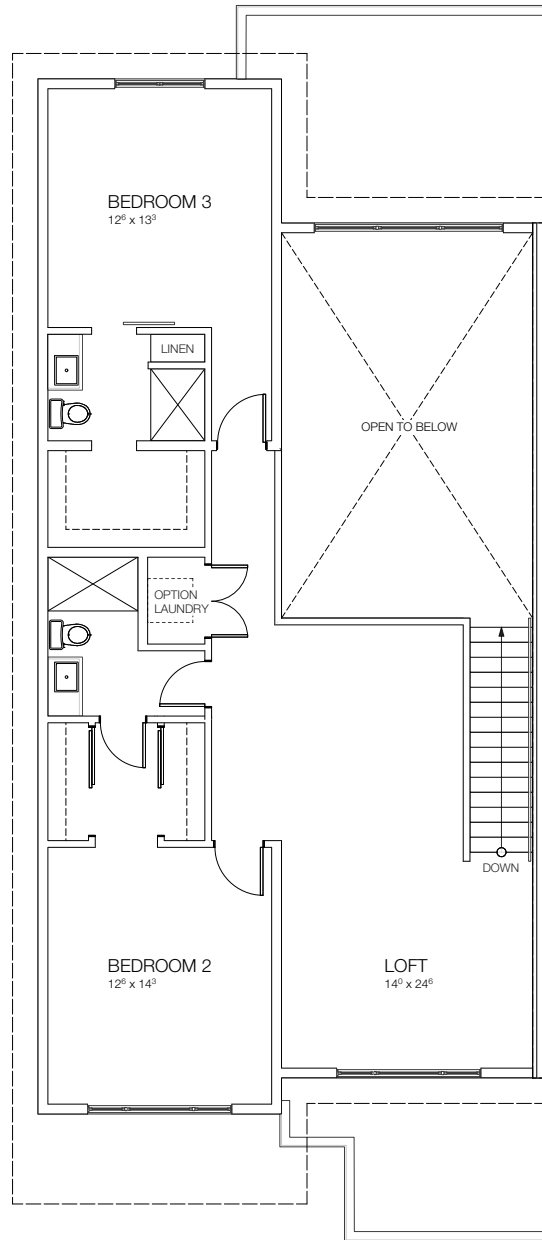 BEDROOM 3
12⁶ x 13³
LINEN
OPEN TO BELOW
OPTION
LAUNDRY
DOWN
BEDROOM 2
12⁶ x 14³
LOFT
14⁰ x 24⁶